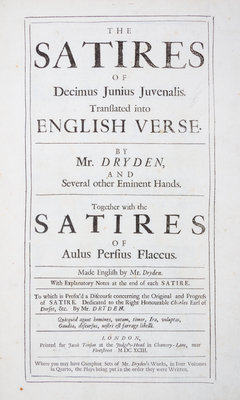 THE
SATIRES
OF
Decimus Junius Juvenalis.
Translated into
ENGLISH VERSE.
BY
Mr. DRYDEN,
AND
Several other Eminent Hands.
Together with the
SATIRES
OF
Aulus Persius Flaccus.
Made English by Mr. Dryden.
With Explanatory Notes at the end of each SATIRE.
To which is Prefix'd a Discourse concerning the Original and Progress
of SATIRE. Dedicated to the Right Honourable Charles Earl of
Dorset, &c. By Mr. DRYDEN.
Quicquid agunt homines, votum, timor, Ira, voluptas,
Gaudia, discursus, nostri est farrago libelli.
LONDON,
Printed for Jacob Tonson at the Judge's-Head in Chancery-Lane, near
Fleetstreet. M DC XCIII.
Where you may have Compleat Sets of Mr. Dryden's Works, in Four Volumes
in Quarto, the Plays being put in the order they were Written.